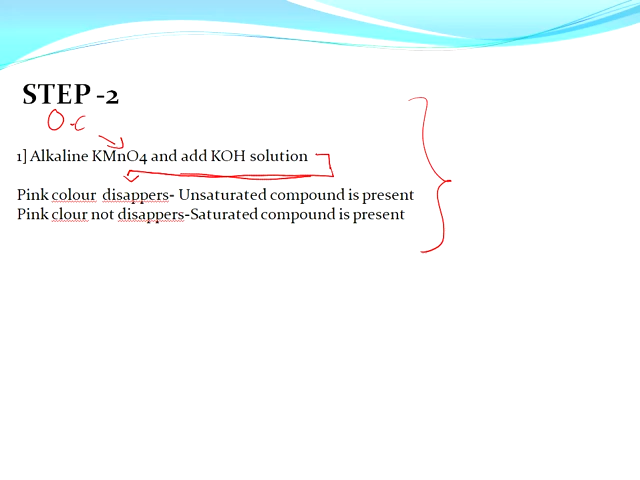 STEP -2
O.C
1] Alkaline KMnO4 and add KOH solution
Pink colour disappers- Unsaturated compound is present
Pink clour not disappers-Saturated compound is present